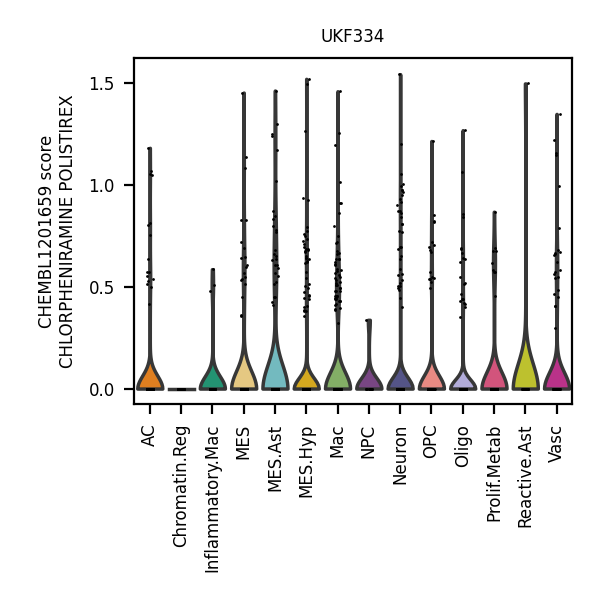 UKF334
CHEMBL1201659 score
CHLORPHENIRAMINE POLISTIREX
1.5
1.0
0.5
0.0
AC
Chromatin.Reg
Inflammatory.Mac
MES
MES.Ast
MES.Hyp
Mac
NPC
Neuron
OPC
Oligo
Prolif.Metab
Reactive.Ast
Vasc